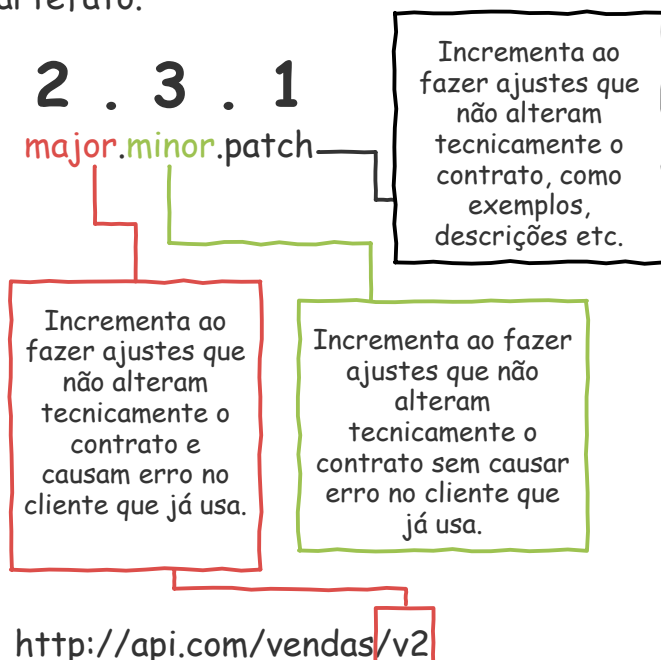 artefato.
2 . 3 . 1
major.minor.patch
Incrementa ao
fazer ajustes que
não alteram
tecnicamente o
contrato, como
exemplos,
descrições etc.
Incrementa ao
fazer ajustes que
não alteram
tecnicamente o
contrato e
causam erro no
cliente que já usa.
Incrementa ao fazer
ajustes que não
alteram
tecnicamente o
contrato sem causar
erro no cliente que
já usa.
http://api.com/vendas/v2